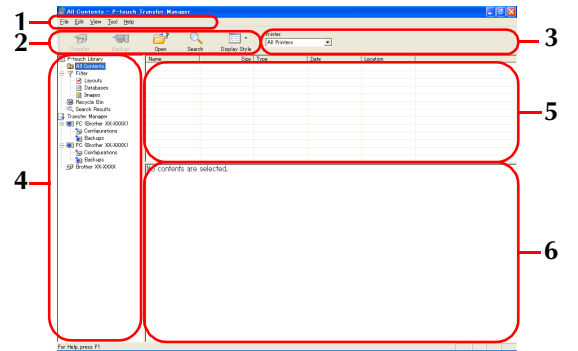 All Contents - P-touch Transfer Manager
1
File Edit View Tool Help
2
Transfer Backup Open Search Display Style
Printer:
All Printers
3
P-touch Library
All Contents
Filter
Layouts
Databases
Images
Recycle Bin
Search Results
Transfer Manager
PC (Brother XX-XXXX)
Configurations
Backups
PC (Brother XX-XXXX)
Configurations
Backups
Brother XX-XXXX
4
Name Size Type Date Location
5
No contents are selected.
6
For Help, press F1